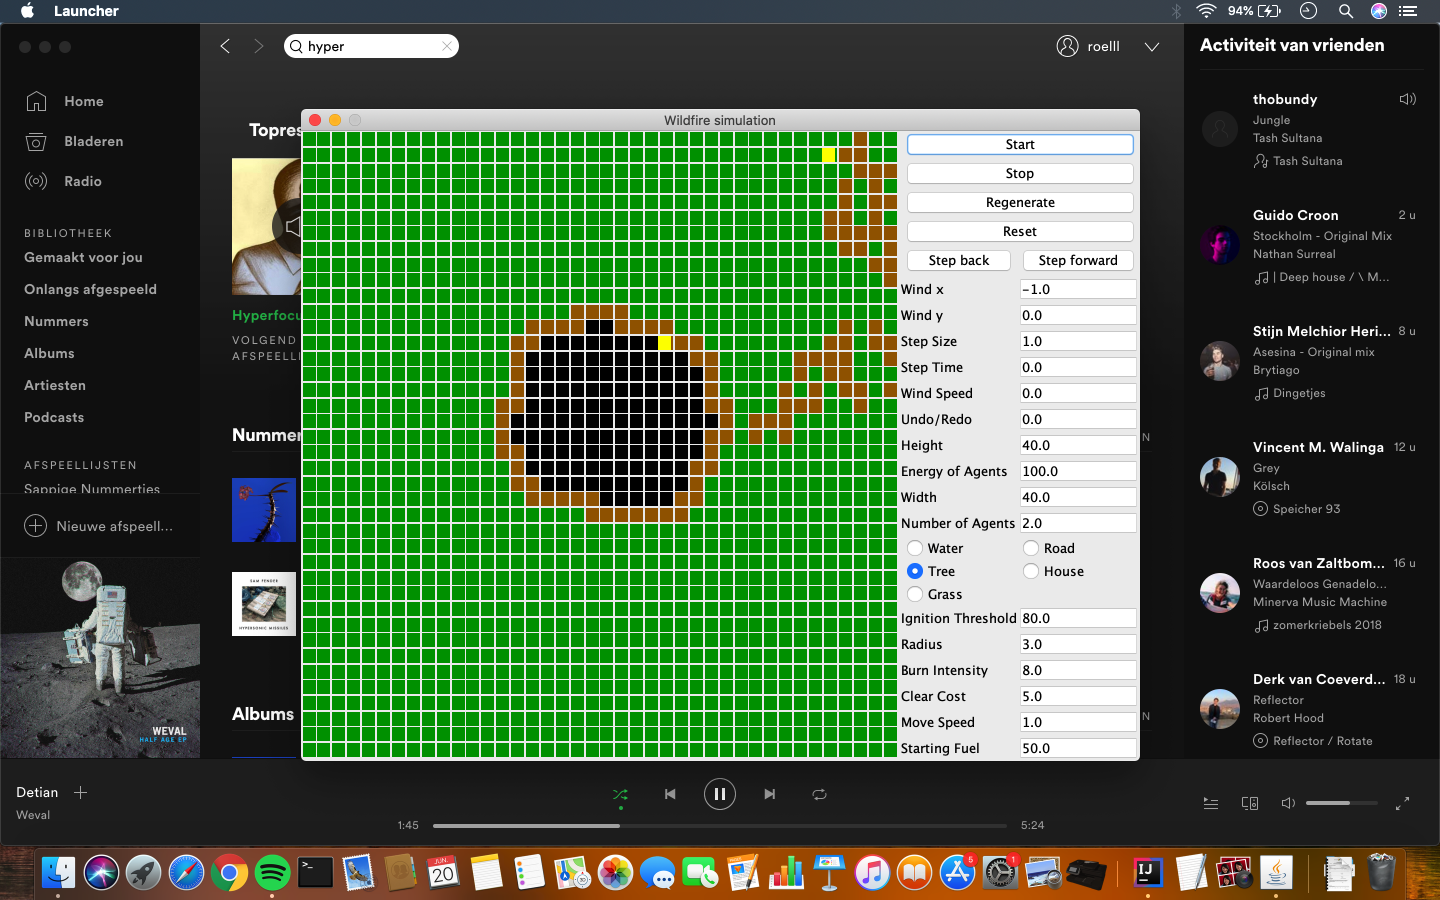 Launcher
94%
hyper
roelll
Activiteit van vrienden
Home
Bladeren
Radio
BIBLIOTHEEK
Gemaakt voor jou
Onlangs afgespeeld
Nummers
Albums
Artiesten
Podcasts
AFSPEELLIJSTEN
Sappige Nummerties
Nieuwe afspeell...
WEVAL
HALF AGE EP
Topres
Hyperfocu
VOLGEND
AFSPEELLI
Nummer
N
SAM FENDER
HYPERSONIC MISSILES
Albums
N
Wildfire simulation
Start
Stop
Regenerate
Reset
Step back
Step forward
Wind x
-1.0
Wind y
0.0
Step Size
1.0
Step Time
0.0
Wind Speed
0.0
Undo/Redo
0.0
Height
40.0
Energy of Agents
100.0
Width
40.0
Number of Agents
2.0
Water
Road
Tree
House
Grass
Ignition Threshold
80.0
Radius
3.0
Burn Intensity
8.0
Clear Cost
5.0
Move Speed
1.0
Starting Fuel
50.0
thobundy
Jungle
Tash Sultana
Tash Sultana
Guido Croon
2 u
Stockholm - Original Mix
Nathan Surreal
| Deep house / \ M...
Stijn Melchior Heri...
8 u
Asesina - Original mix
Brytiago
Dingetjes
Vincent M. Walinga
12 u
Grey
Kölsch
Speicher 93
Roos van Zaltbom...
16 u
Waardeloos Genadelo...
Minerva Music Machine
zomerkriebels 2018
Derk van Coeverd...
18 u
Reflector
Robert Hood
Reflector / Rotate
Detian
Weval
1:45
5:24
JUN.
20
5
1
IJ